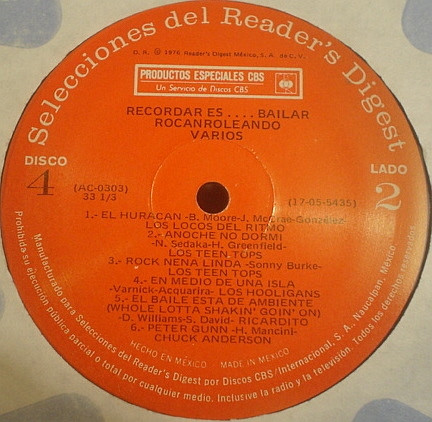 Selecciones del Reader's Digest
D. R. © 1976 Reader's Digest México, S. A. de C. V.
PRODUCTOS ESPECIALES CBS
Un Servicio de Discos CBS
RECORDAR ES .... BAILAR
ROCANROLEANDO
VARIOS
DISCO
4
LADO
2
(AC-0303)
33 1/3
(17-05-5435)
1.- EL HURACAN -B. Moore-J. McCrae-González-
LOS LOCOS DEL RITMO
2.- ANOCHE NO DORMI
-N. Sedaka-H. Greenfield-
LOS TEEN TOPS
3.- ROCK NENA LINDA -Sonny Burke-
LOS TEEN TOPS
4.- EN MEDIO DE UNA ISLA
-Varnick-Acquarira- LOS HOOLIGANS
5.- EL BAILE ESTA DE AMBIENTE
(WHOLE LOTTA SHAKIN' GOIN' ON)
-D. Williams-S. David- RICARDITO
6.- PETER GUNN -H. Mancini-
CHUCK ANDERSON
HECHO EN MÉXICO MADE IN MEXICO
Manufacturado para Selecciones del Reader's Digest por Discos CBS/International, S. A., Naucalpan, México.
Prohibida su ejecución pública parcial o total por cualquier medio. Inclusive la radio y la televisión. Todos los derechos reservados.